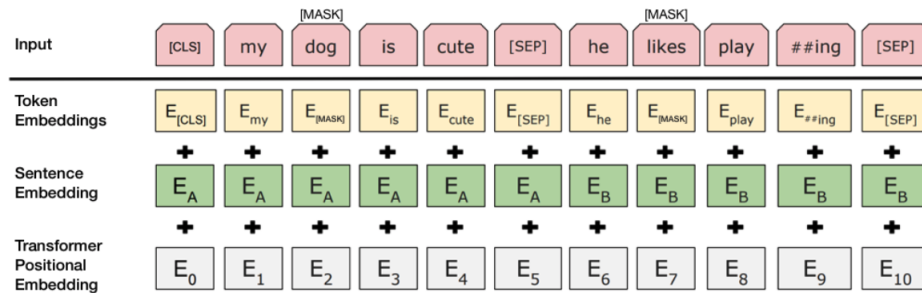 [MASK] [MASK]
Input [CLS] my dog is cute [SEP] he likes play ##ing [SEP]
Token
Embeddings
E[CLS] Emy E[MASK] Eis Ecute E[SEP] Ehe E[MASK] Eplay E##ing E[SEP]
+ + + + + + + + + + +
Sentence
Embedding
EA EA EA EA EA EA EB EB EB EB EB
+ + + + + + + + + + +
Transformer
Positional
Embedding
E0 E1 E2 E3 E4 E5 E6 E7 E8 E9 E10